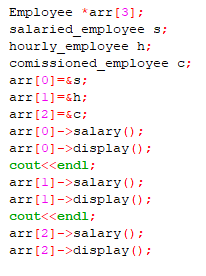 Employee *arr[3];
salaried_employee s;
hourly_employee h;
comissioned_employee c;
arr[0]=&s;
arr[1]=&h;
arr[2]=&c;
arr[0]->salary();
arr[0]->display();
cout<<endl;
arr[1]->salary();
arr[1]->display();
cout<<endl;
arr[2]->salary();
arr[2]->display();